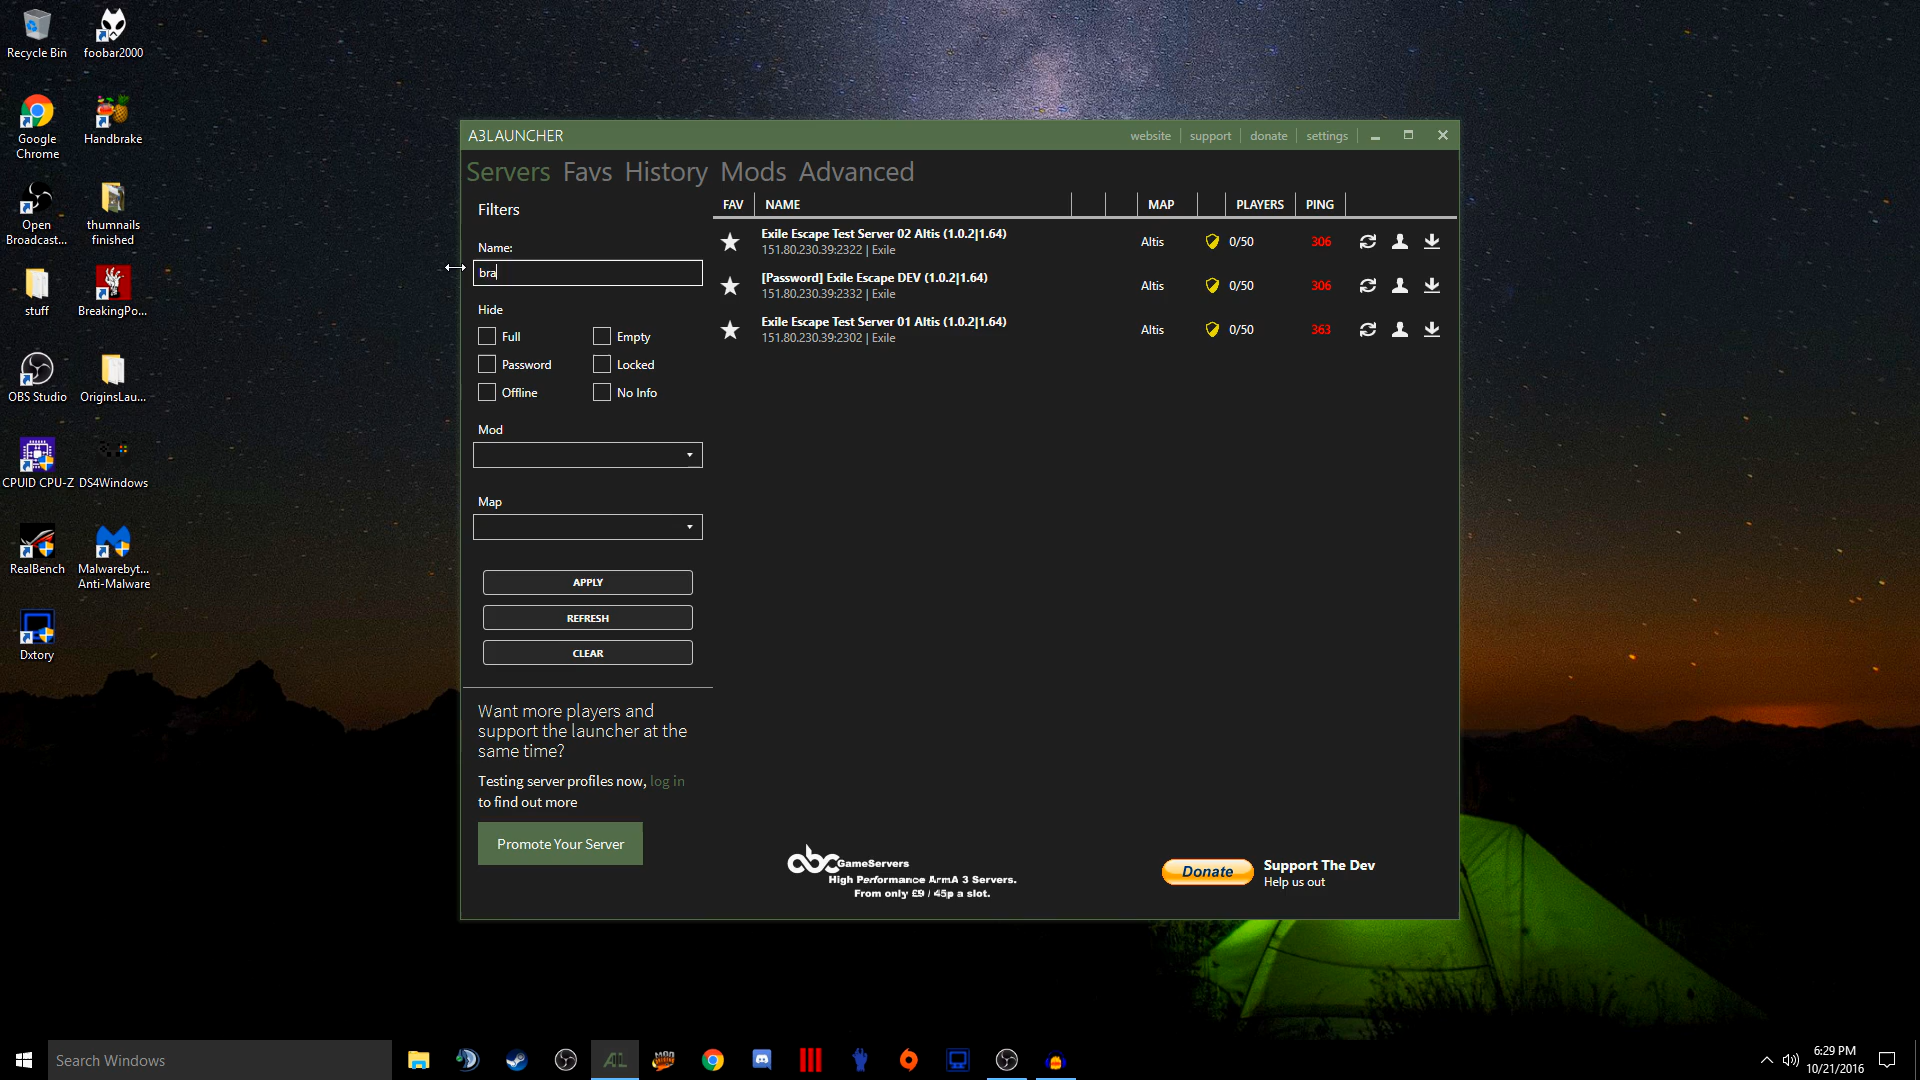 Recycle Bin
foobar2000
Google
Chrome
Handbrake
Open
Broadcast...
thumnails
finished
stuff
BreakingPo...
OBS Studio
OriginsLau...
CPUID CPU-Z
DS4Windows
RealBench
Malwarebyt...
Anti-Malware
Dxtory
A3LAUNCHER
website
support
donate
settings
Servers Favs History Mods Advanced
Filters
Name:
bra
Hide
Full
Empty
Password
Locked
Offline
No Info
Mod
Map
APPLY
REFRESH
CLEAR
Want more players and
support the launcher at the
same time?
Testing server profiles now, log in
to find out more
Promote Your Server
FAV NAME MAP PLAYERS PING
Exile Escape Test Server 02 Altis (1.0.2|1.64)
151.80.230.39:2322 | Exile
Altis
0/50
306
[Password] Exile Escape DEV (1.0.2|1.64)
151.80.230.39:2332 | Exile
Altis
0/50
306
Exile Escape Test Server 01 Altis (1.0.2|1.64)
151.80.230.39:2302 | Exile
Altis
0/50
363
abc GameServers
High Performance ArmA 3 Servers.
From only £9 / 45p a slot.
Donate
Support The Dev
Help us out
Search Windows
AL
6:29 PM
10/21/2016